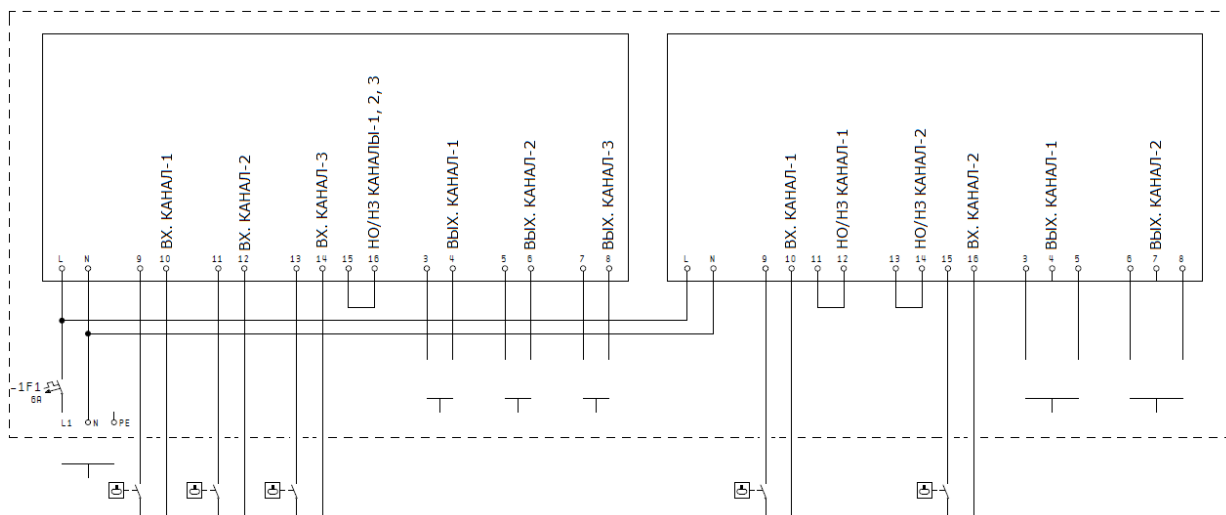 ВХ. КАНАЛ-1
ВХ. КАНАЛ-2
ВХ. КАНАЛ-3
НО/НЗ КАНАЛЫ-1, 2, 3
ВЫХ. КАНАЛ-1
ВЫХ. КАНАЛ-2
ВЫХ. КАНАЛ-3
ВХ. КАНАЛ-1
НО/НЗ КАНАЛ-1
НО/НЗ КАНАЛ-2
ВХ. КАНАЛ-2
ВЫХ. КАНАЛ-1
ВЫХ. КАНАЛ-2
L N 9 10 11 12 13 14 15 16 3 4 5 6 7 8
L N 9 10 11 12 13 14 15 16 3 4 5 6 7 8
-1F1
6А
L1 N PE